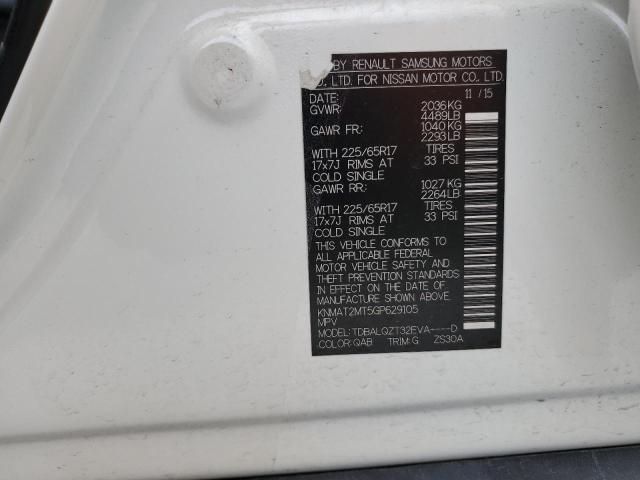 BY RENAULT SAMSUNG MOTORS
LTD. FOR NISSAN MOTOR CO., LTD.
DATE: 11 / 15
GVWR: 2036KG
4489LB
GAWR FR: 1040KG
2293LB
WITH 225/65R17 TIRES
17x7J RIMS AT 33 PSI
COLD SINGLE
GAWR RR: 1027 KG
2264LB
WITH 225/65R17 TIRES
17x7J RIMS AT 33 PSI
COLD SINGLE
THIS VEHICLE CONFORMS TO
ALL APPLICABLE FEDERAL
MOTOR VEHICLE SAFETY AND
THEFT PREVENTION STANDARDS
IN EFFECT ON THE DATE OF
MANUFACTURE SHOWN ABOVE.
KNMAT2MT5GP629105
MPV
MODEL: TDBALQZT32EVA----D
COLOR: QAB TRIM: G ZS30A